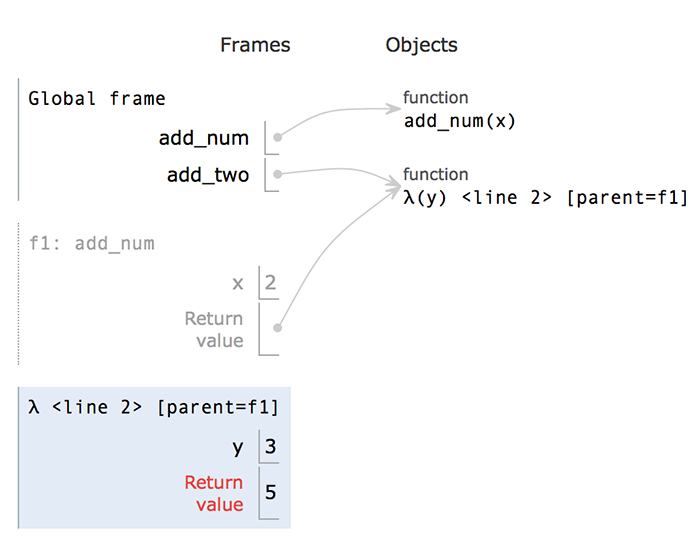 Frames Objects
Global frame
function
add_num add_num(x)
add_two function
λ(y) <line 2> [parent=f1]
f1: add_num
x 2
Return
value
λ <line 2> [parent=f1]
y 3
Return
value 5